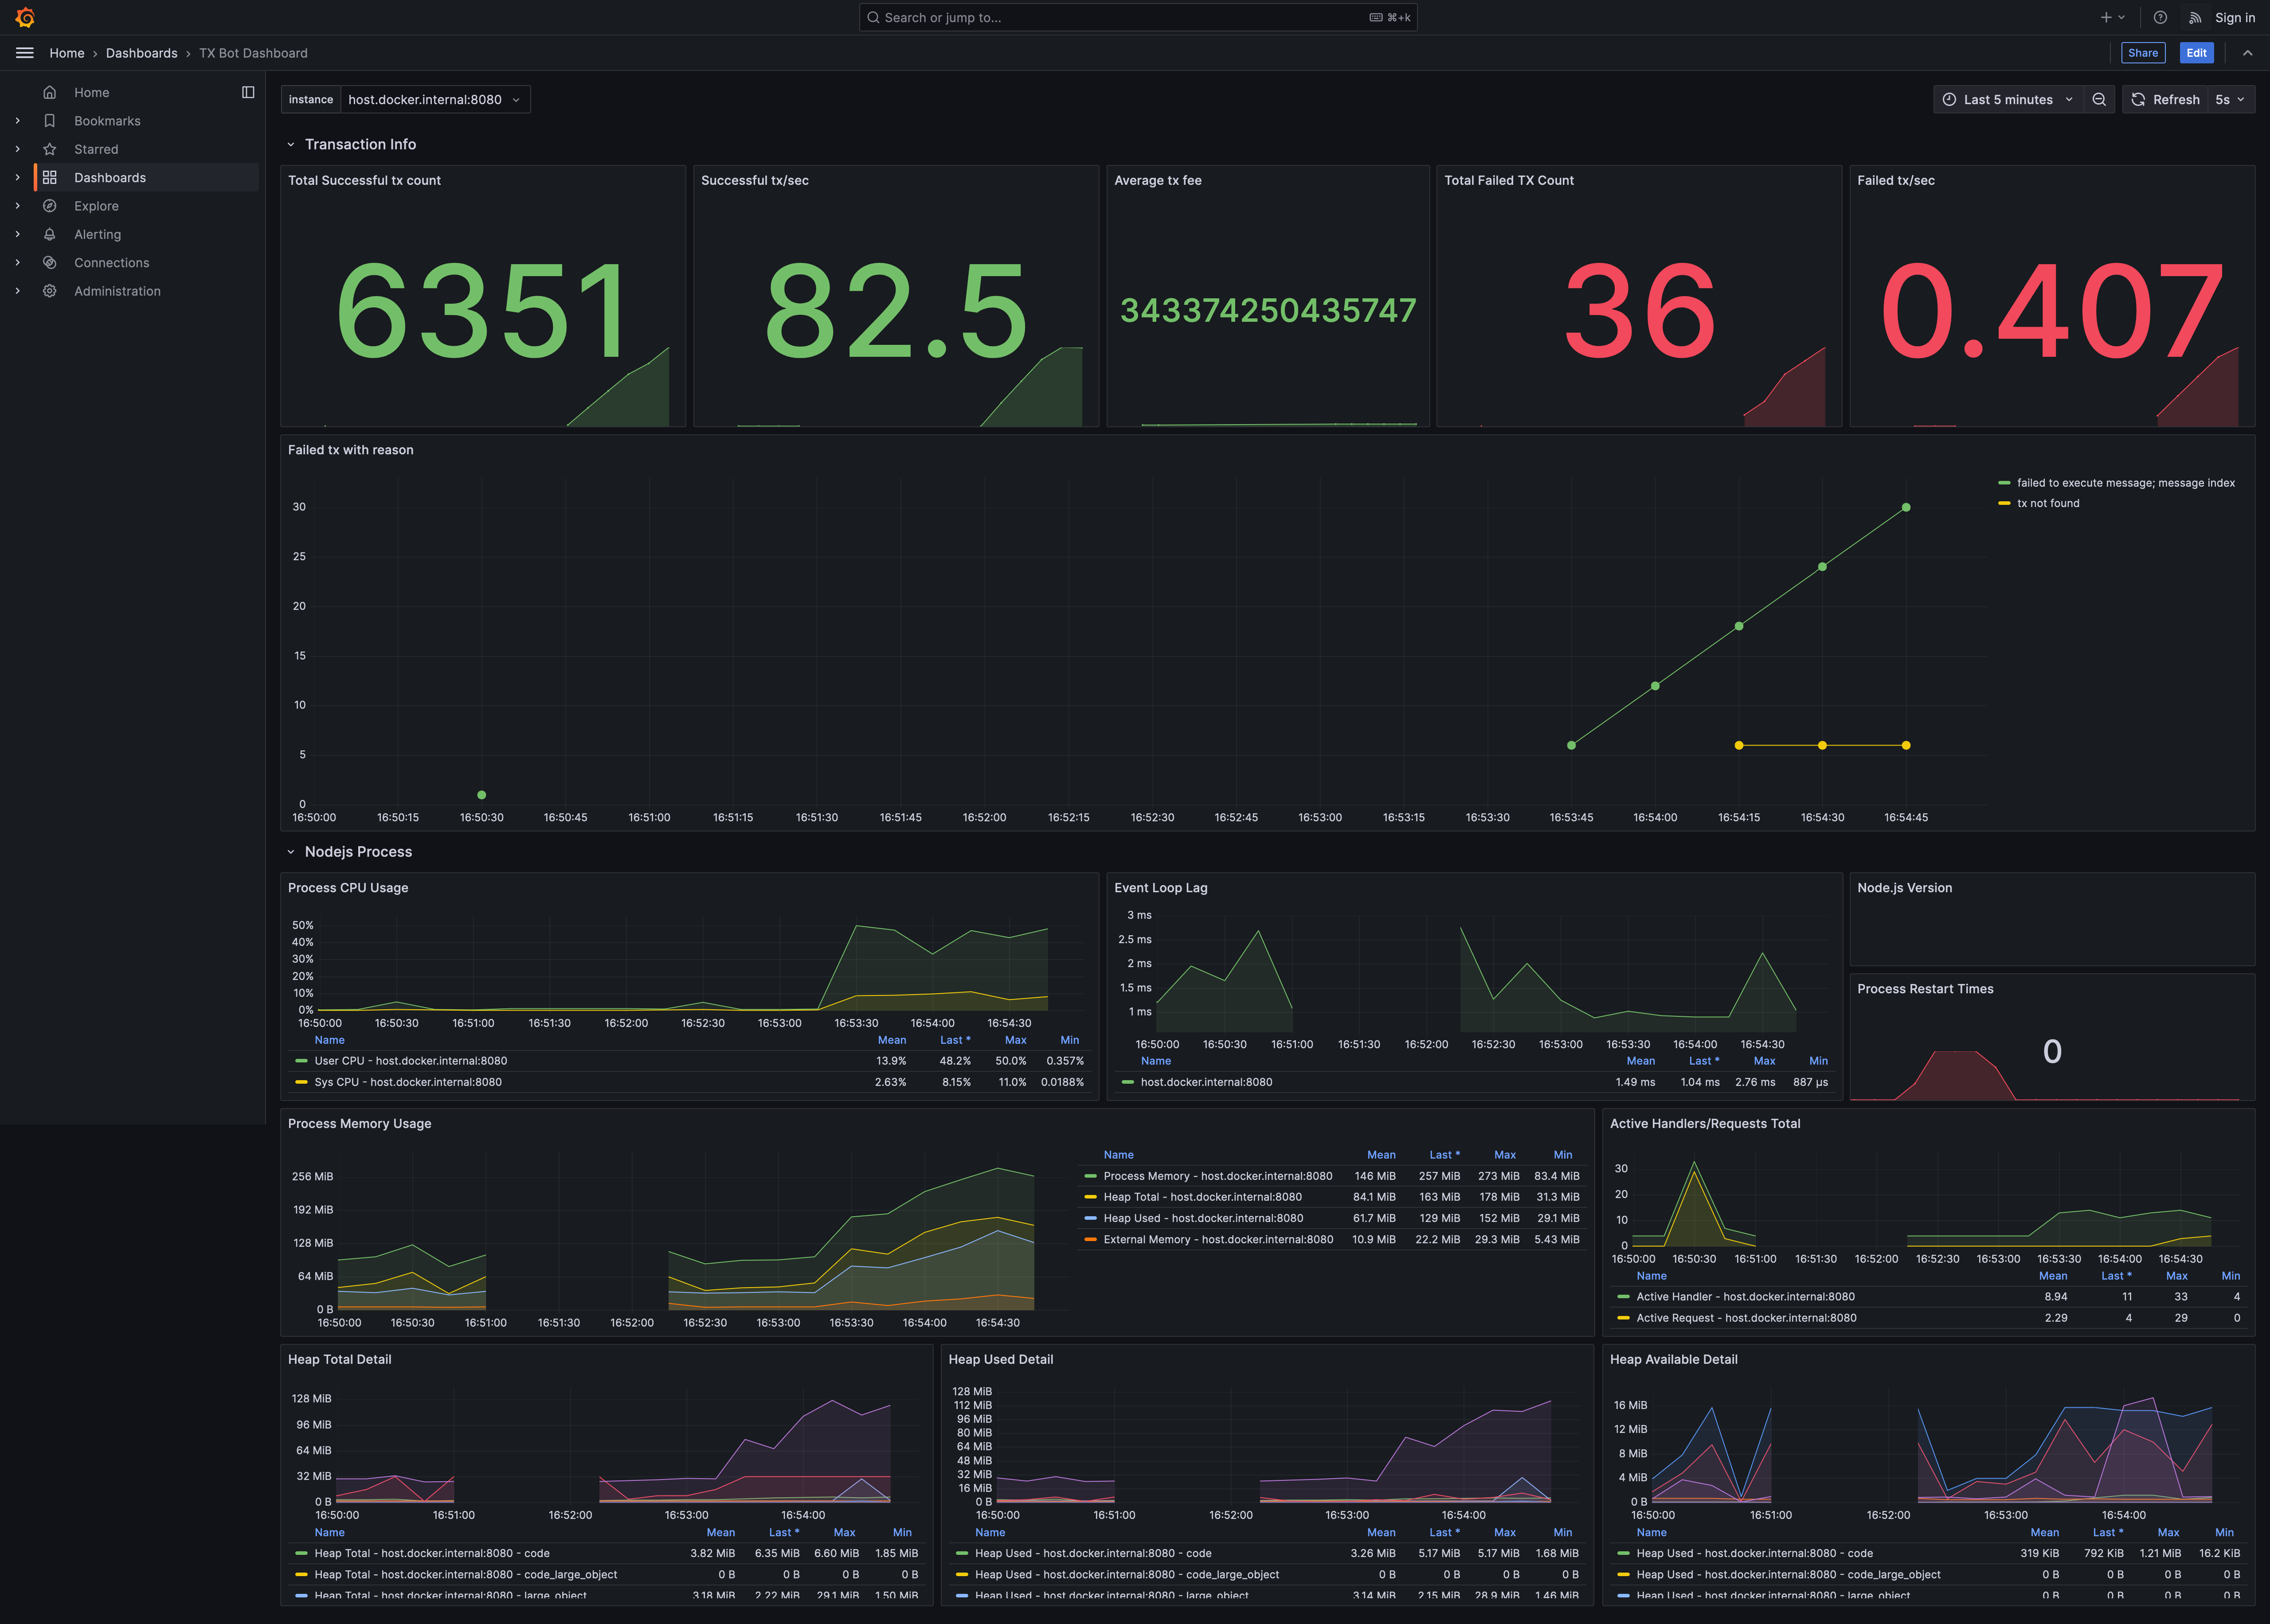 Search or jump to...
⌘+k
Sign in
Home › Dashboards › TX Bot Dashboard
Share
Edit
Home
Bookmarks
Starred
Dashboards
Explore
Alerting
Connections
Administration
instance host.docker.internal:8080
Last 5 minutes
Refresh 5s
Transaction Info
Total Successful tx count
6351
Successful tx/sec
82.5
Average tx fee
343374250435747
Total Failed TX Count
36
Failed tx/sec
0.407
Failed tx with reason
30
25
20
15
10
5
0
16:50:00 16:50:15 16:50:30 16:50:45 16:51:00 16:51:15 16:51:30 16:51:45 16:52:00 16:52:15 16:52:30 16:52:45 16:53:00 16:53:15 16:53:30 16:53:45 16:54:00 16:54:15 16:54:30 16:54:45
failed to execute message; message index
tx not found
Nodejs Process
Process CPU Usage
50%
40%
30%
20%
10%
0%
16:50:00 16:50:30 16:51:00 16:51:30 16:52:00 16:52:30 16:53:00 16:53:30 16:54:00 16:54:30
Name Mean Last * Max Min
User CPU - host.docker.internal:8080 13.9% 48.2% 50.0% 0.357%
Sys CPU - host.docker.internal:8080 2.63% 8.15% 11.0% 0.0188%
Event Loop Lag
3 ms
2.5 ms
2 ms
1.5 ms
1 ms
16:50:00 16:50:30 16:51:00 16:51:30 16:52:00 16:52:30 16:53:00 16:53:30 16:54:00 16:54:30
Name Mean Last * Max Min
host.docker.internal:8080 1.49 ms 1.04 ms 2.76 ms 887 µs
Node.js Version
Process Restart Times
0
Process Memory Usage
256 MiB
192 MiB
128 MiB
64 MiB
0 B
16:50:00 16:50:30 16:51:00 16:51:30 16:52:00 16:52:30 16:53:00 16:53:30 16:54:00 16:54:30
Name Mean Last * Max Min
Process Memory - host.docker.internal:8080 146 MiB 257 MiB 273 MiB 83.4 MiB
Heap Total - host.docker.internal:8080 84.1 MiB 163 MiB 178 MiB 31.3 MiB
Heap Used - host.docker.internal:8080 61.7 MiB 129 MiB 152 MiB 29.1 MiB
External Memory - host.docker.internal:8080 10.9 MiB 22.2 MiB 29.3 MiB 5.43 MiB
Active Handlers/Requests Total
30
20
10
0
16:50:00 16:50:30 16:51:00 16:51:30 16:52:00 16:52:30 16:53:00 16:53:30 16:54:00 16:54:30
Name Mean Last * Max Min
Active Handler - host.docker.internal:8080 8.94 11 33 4
Active Request - host.docker.internal:8080 2.29 4 29 0
Heap Total Detail
128 MiB
96 MiB
64 MiB
32 MiB
0 B
16:50:00 16:51:00 16:52:00 16:53:00 16:54:00
Name Mean Last * Max Min
Heap Total - host.docker.internal:8080 - code 3.82 MiB 6.35 MiB 6.60 MiB 1.85 MiB
Heap Total - host.docker.internal:8080 - code_large_object 0 B 0 B 0 B 0 B
Heap Total - host.docker.internal:8080 - large_object 3.18 MiB 2.22 MiB 29.1 MiB 1.50 MiB
Heap Used Detail
128 MiB
112 MiB
96 MiB
80 MiB
64 MiB
48 MiB
32 MiB
16 MiB
0 B
16:50:00 16:51:00 16:52:00 16:53:00 16:54:00
Name Mean Last * Max Min
Heap Used - host.docker.internal:8080 - code 3.26 MiB 5.17 MiB 5.17 MiB 1.68 MiB
Heap Used - host.docker.internal:8080 - code_large_object 0 B 0 B 0 B 0 B
Heap Used - host.docker.internal:8080 - large_object 3.14 MiB 2.15 MiB 28.9 MiB 1.46 MiB
Heap Available Detail
16 MiB
12 MiB
8 MiB
4 MiB
0 B
16:50:00 16:51:00 16:52:00 16:53:00 16:54:00
Name Mean Last * Max Min
Heap Used - host.docker.internal:8080 - code 319 KiB 792 KiB 1.21 MiB 16.2 KiB
Heap Used - host.docker.internal:8080 - code_large_object 0 B 0 B 0 B 0 B
Heap Used - host.docker.internal:8080 - large_object 0 B 0 B 0 B 0 B